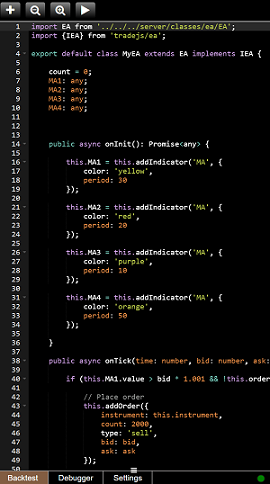 1 import EA from '../../../server/classes/ea/EA';
2 import {IEA} from 'tradejs/ea';
3
4 export default class MyEA extends EA implements IEA {
5
6 count = 0;
7 MA1: any;
8 MA2: any;
9 MA3: any;
10 MA4: any;
11
12
13
14 public async onInit(): Promise<any> {
15
16 this.MA1 = this.addIndicator('MA', {
17 color: 'yellow',
18 period: 30
19 });
20
21 this.MA2 = this.addIndicator('MA', {
22 color: 'red',
23 period: 20
24 });
25
26 this.MA3 = this.addIndicator('MA', {
27 color: 'purple',
28 period: 10
29 });
30
31 this.MA4 = this.addIndicator('MA', {
32 color: 'orange',
33 period: 50
34 });
35
36 }
37
38 public async onTick(time: number, bid: number, ask:
39
40 if (this.MA1.value > bid * 1.001 && !this.order
41
42 // Place order
43 this.addOrder({
44 instrument: this.instrument,
45 count: 2000,
46 type: 'sell',
47 bid: bid,
48 ask: ask
49 });
50
Backtest Debugger Settings